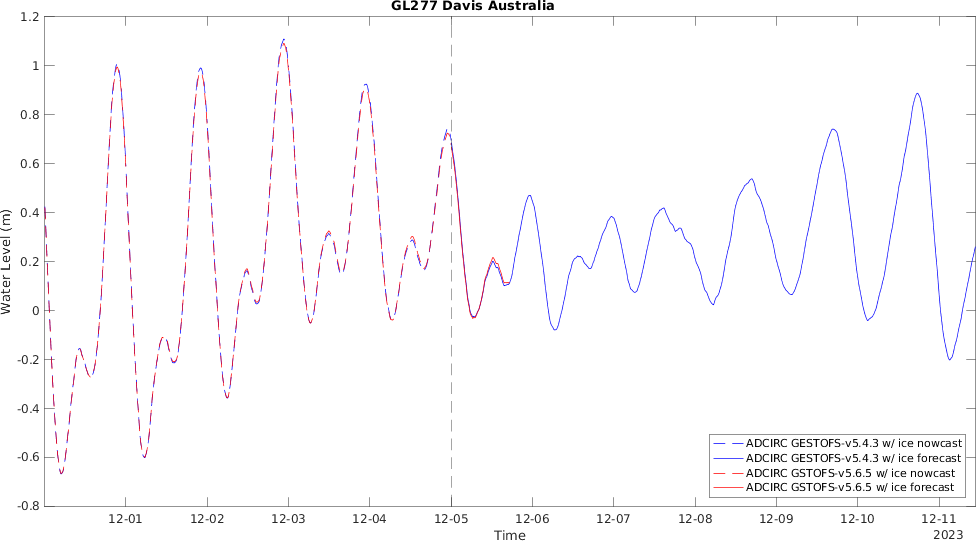 GL277 Davis Australia
1.2
1
0.8
0.6
0.4
0.2
0
-0.2
-0.4
-0.6
-0.8
Water Level (m)
ADCIRC GESTOFS-v5.4.3 w/ ice nowcast
ADCIRC GESTOFS-v5.4.3 w/ ice forecast
ADCIRC GSTOFS-v5.6.5 w/ ice nowcast
ADCIRC GSTOFS-v5.6.5 w/ ice forecast
12-01 12-02 12-03 12-04 12-05 12-06 12-07 12-08 12-09 12-10 12-11
Time
2023